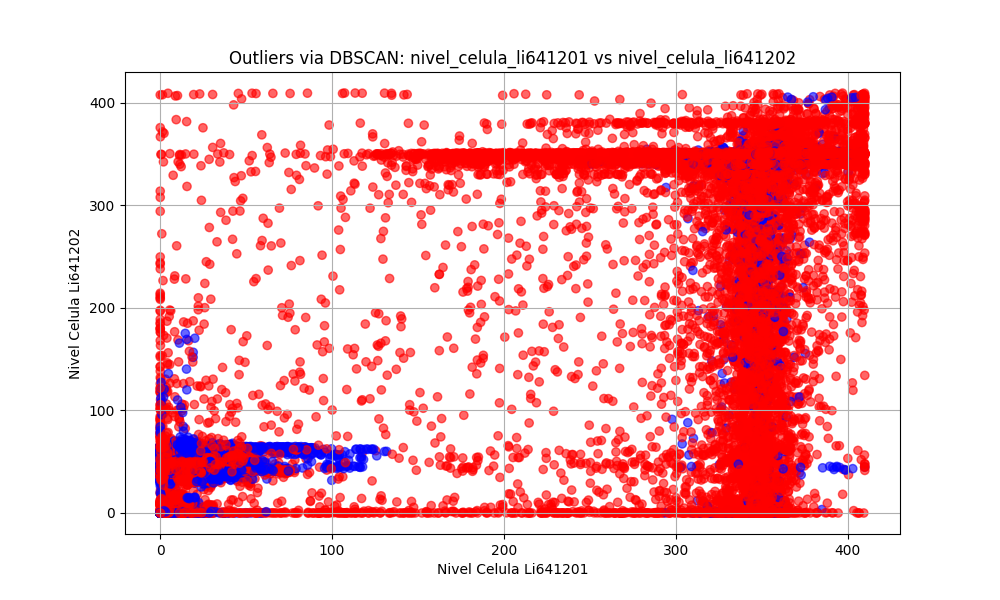 Outliers via DBSCAN: nivel_celula_li641201 vs nivel_celula_li641202
400
300
200
100
0
Nivel Celula Li641202
0 100 200 300 400
Nivel Celula Li641201